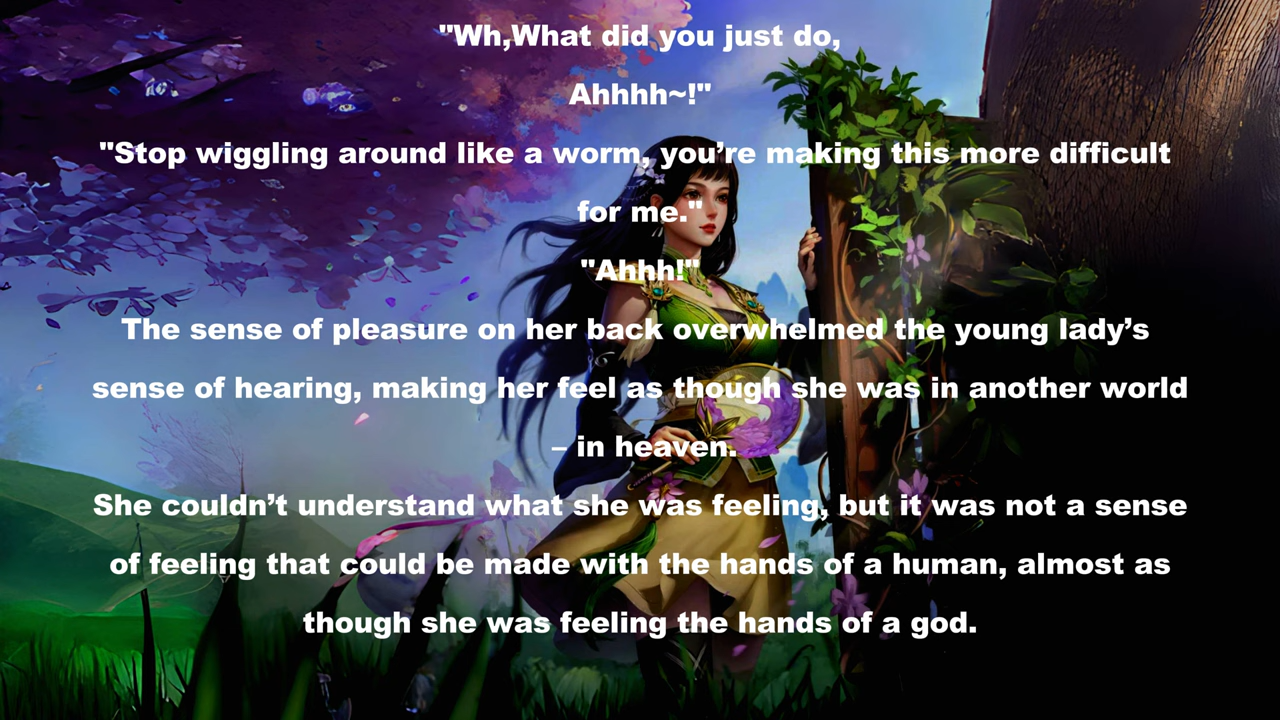 "Wh,What did you just do,
Ahhhh~!"
"Stop wiggling around like a worm, you’re making this more difficult
for me."
"Ahhh!"
The sense of pleasure on her back overwhelmed the young lady’s
sense of hearing, making her feel as though she was in another world
– in heaven.
She couldn’t understand what she was feeling, but it was not a sense
of feeling that could be made with the hands of a human, almost as
though she was feeling the hands of a god.